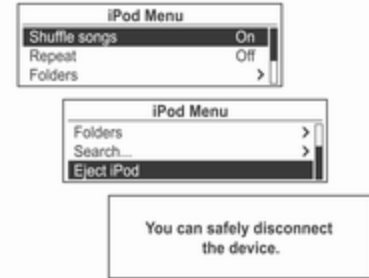 iPod Menu
Shuffle songs On
Repeat Off
Folders >
iPod Menu
Folders >
Search... >
Eject iPod
You can safely disconnect
the device.